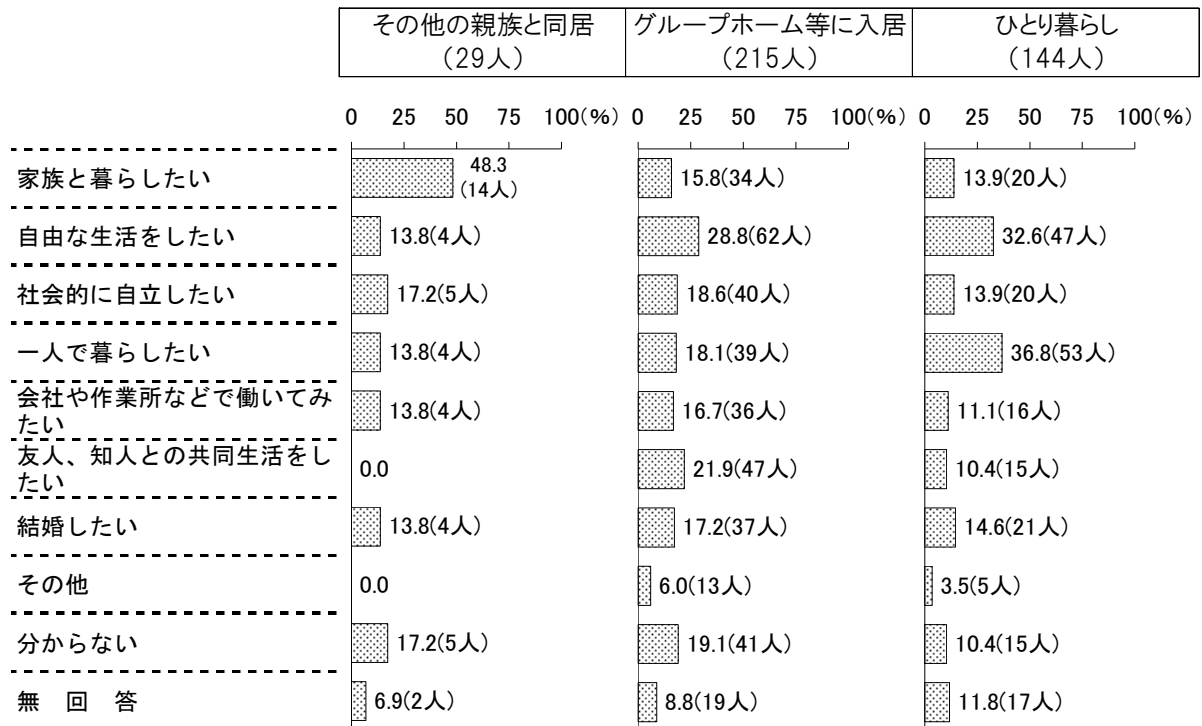 その他の親族と同居 グループホーム等に入居 ひとり暮らし
(29人) (215人) (144人)
0 25 50 75 100(%) 0 25 50 75 100(%) 0 25 50 75 100(%)
家族と暮らしたい 48.3 (14人) 15.8(34人) 13.9(20人)
自由な生活をしたい 13.8(4人) 28.8(62人) 32.6(47人)
社会的に自立したい 17.2(5人) 18.6(40人) 13.9(20人)
一人で暮らしたい 13.8(4人) 18.1(39人) 36.8(53人)
会社や作業所などで働いてみ
たい 13.8(4人) 16.7(36人) 11.1(16人)
友人、知人との共同生活をし
たい 0.0 21.9(47人) 10.4(15人)
結婚したい 13.8(4人) 17.2(37人) 14.6(21人)
その他 0.0 6.0(13人) 3.5(5人)
分からない 17.2(5人) 19.1(41人) 10.4(15人)
無 回 答 6.9(2人) 8.8(19人) 11.8(17人)